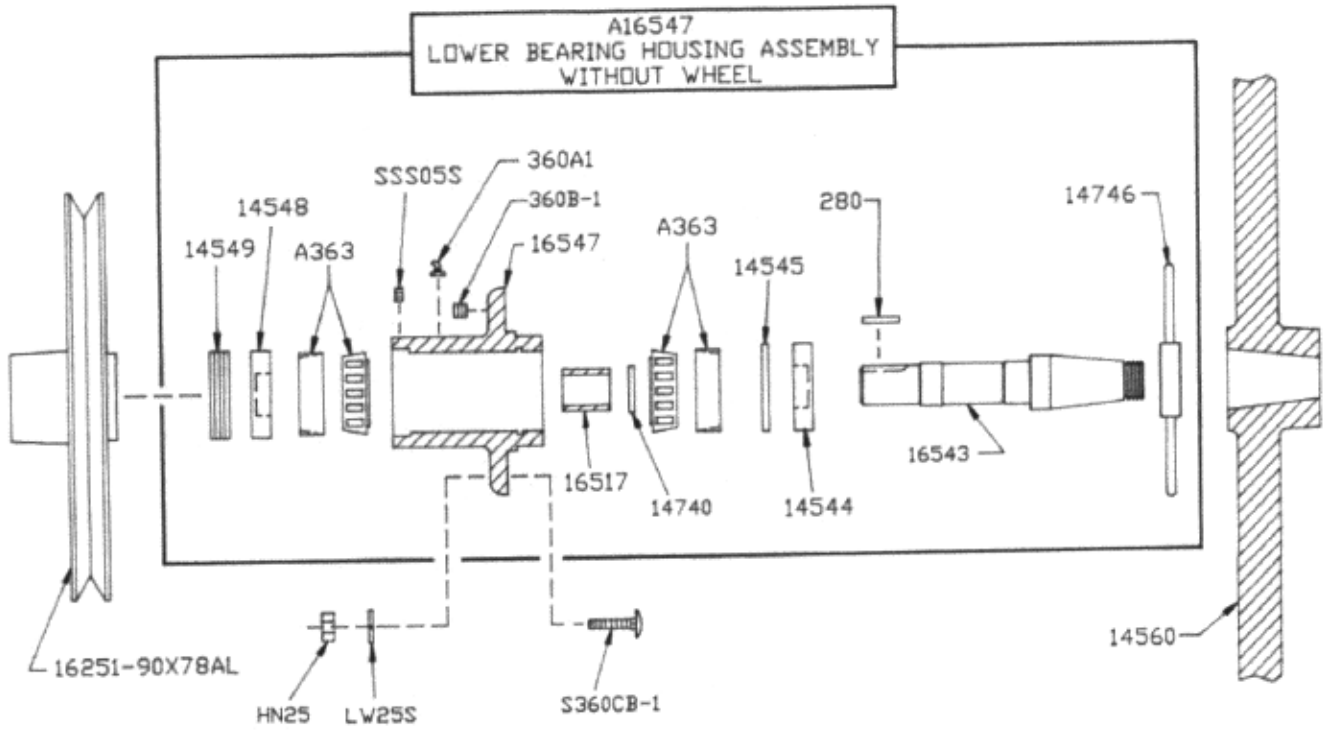 A16547
LOWER BEARING HOUSING ASSEMBLY
WITHOUT WHEEL
360A1
SSS05S
360B-1
14548
16547
14549
A363
A363
14545
280
14746
16517
14740
14544
16543
14560
16251-90X78AL
HN25
LW25S
S360CB-1